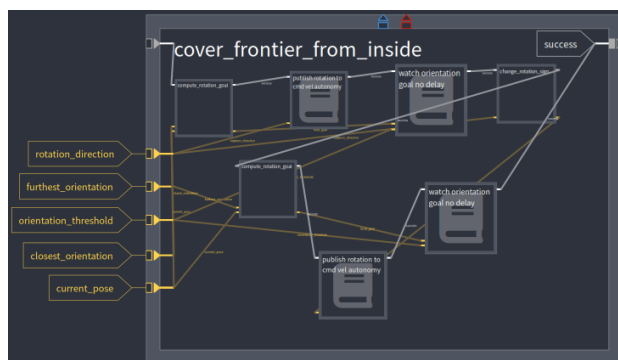 cover_frontier_from_inside
success
compute_rotation_goal
publish rotation to
cmd vel autonomy
watch orientation
goal no delay
change_rotation_sign
rotation_direction
furthest_orientation
orientation_threshold
closest_orientation
current_pose
compute_rotation_goal
watch orientation
goal no delay
publish rotation to
cmd vel autonomy